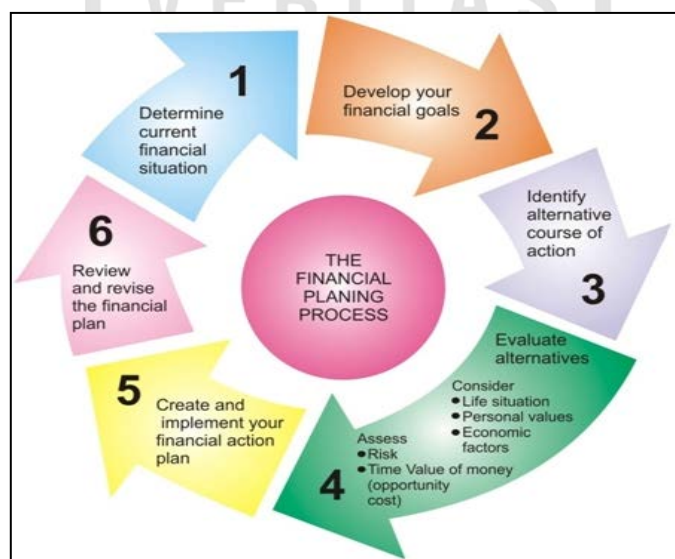 VERITAS
1
Determine
current
financial
situation
Develop your
financial goals
2
Identify
alternative
course of
action
3
Evaluate
alternatives
Consider
● Life situation
● Personal values
● Economic
factors
Assess
● Risk
● Time Value of money
(opportunity
cost)
4
5
Create and
implement your
financial action
plan
6
Review
and revise
the financial
plan
THE
FINANCIAL
PLANING
PROCESS